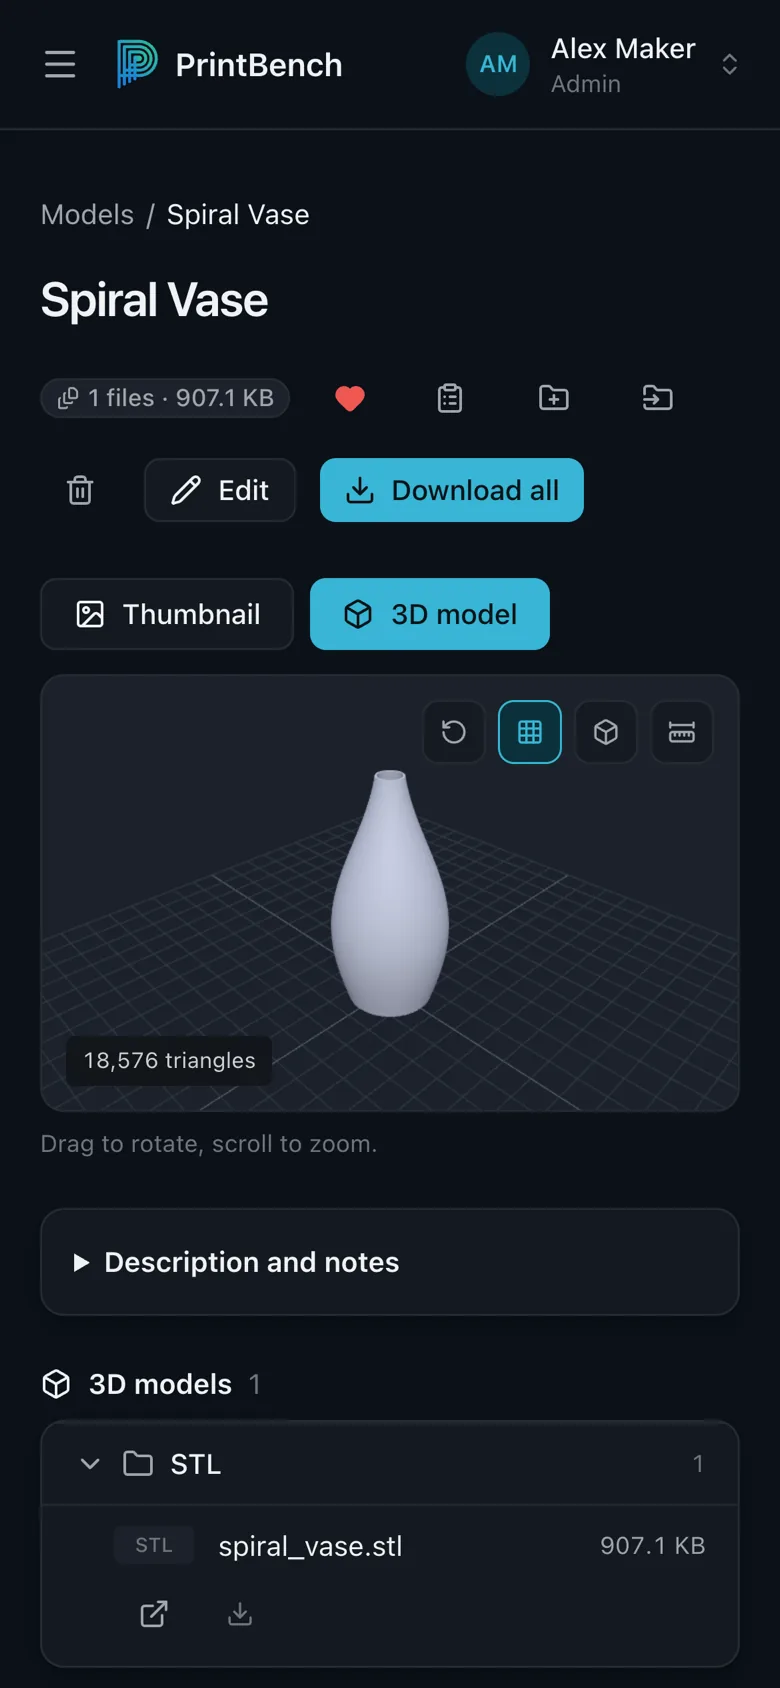 PrintBench
AM
Alex Maker
Admin
Models / Spiral Vase
Spiral Vase
1 files · 907.1 KB
Edit
Download all
Thumbnail
3D model
18,576 triangles
Drag to rotate, scroll to zoom.
Description and notes
3D models 1
STL 1
STL spiral_vase.stl 907.1 KB